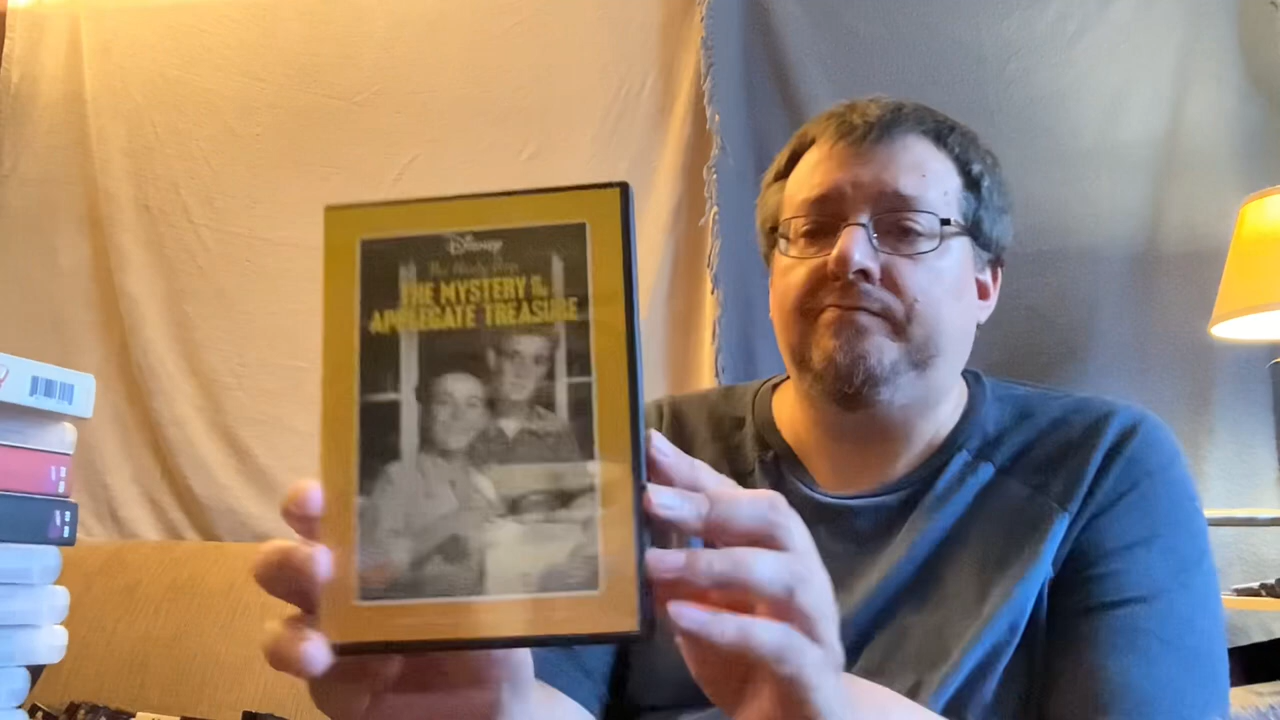 Disney
The Hardy Boys
THE MYSTERY OF THE
APPLEGATE TREASURE